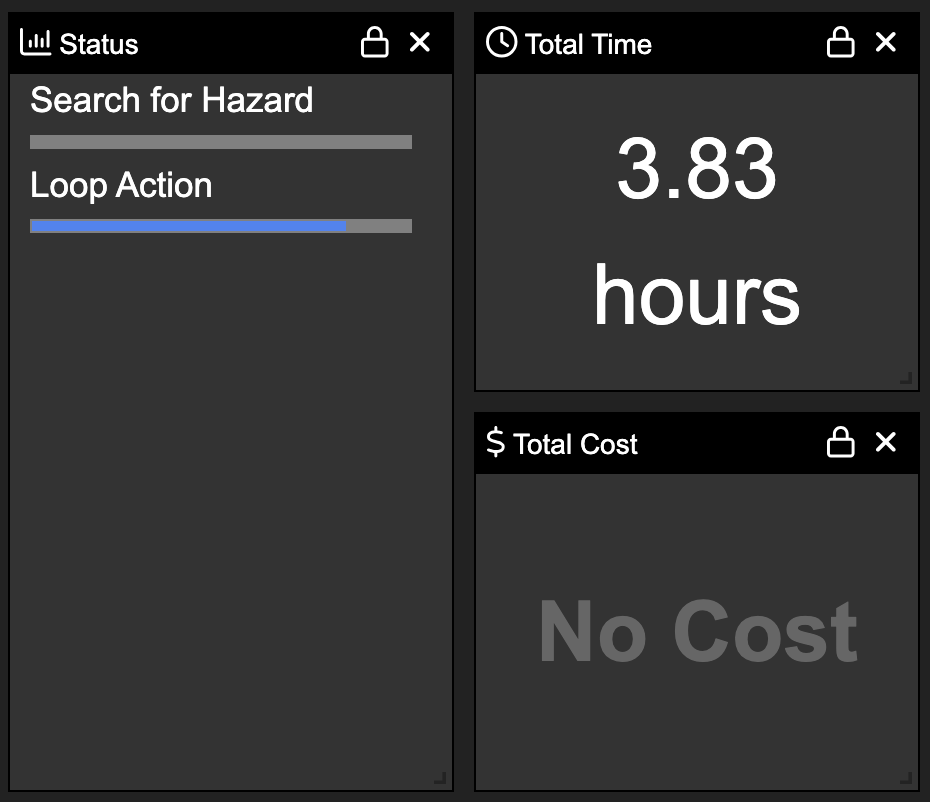 Status
Search for Hazard
Loop Action
Total Time
3.83
hours
$ Total Cost
No Cost